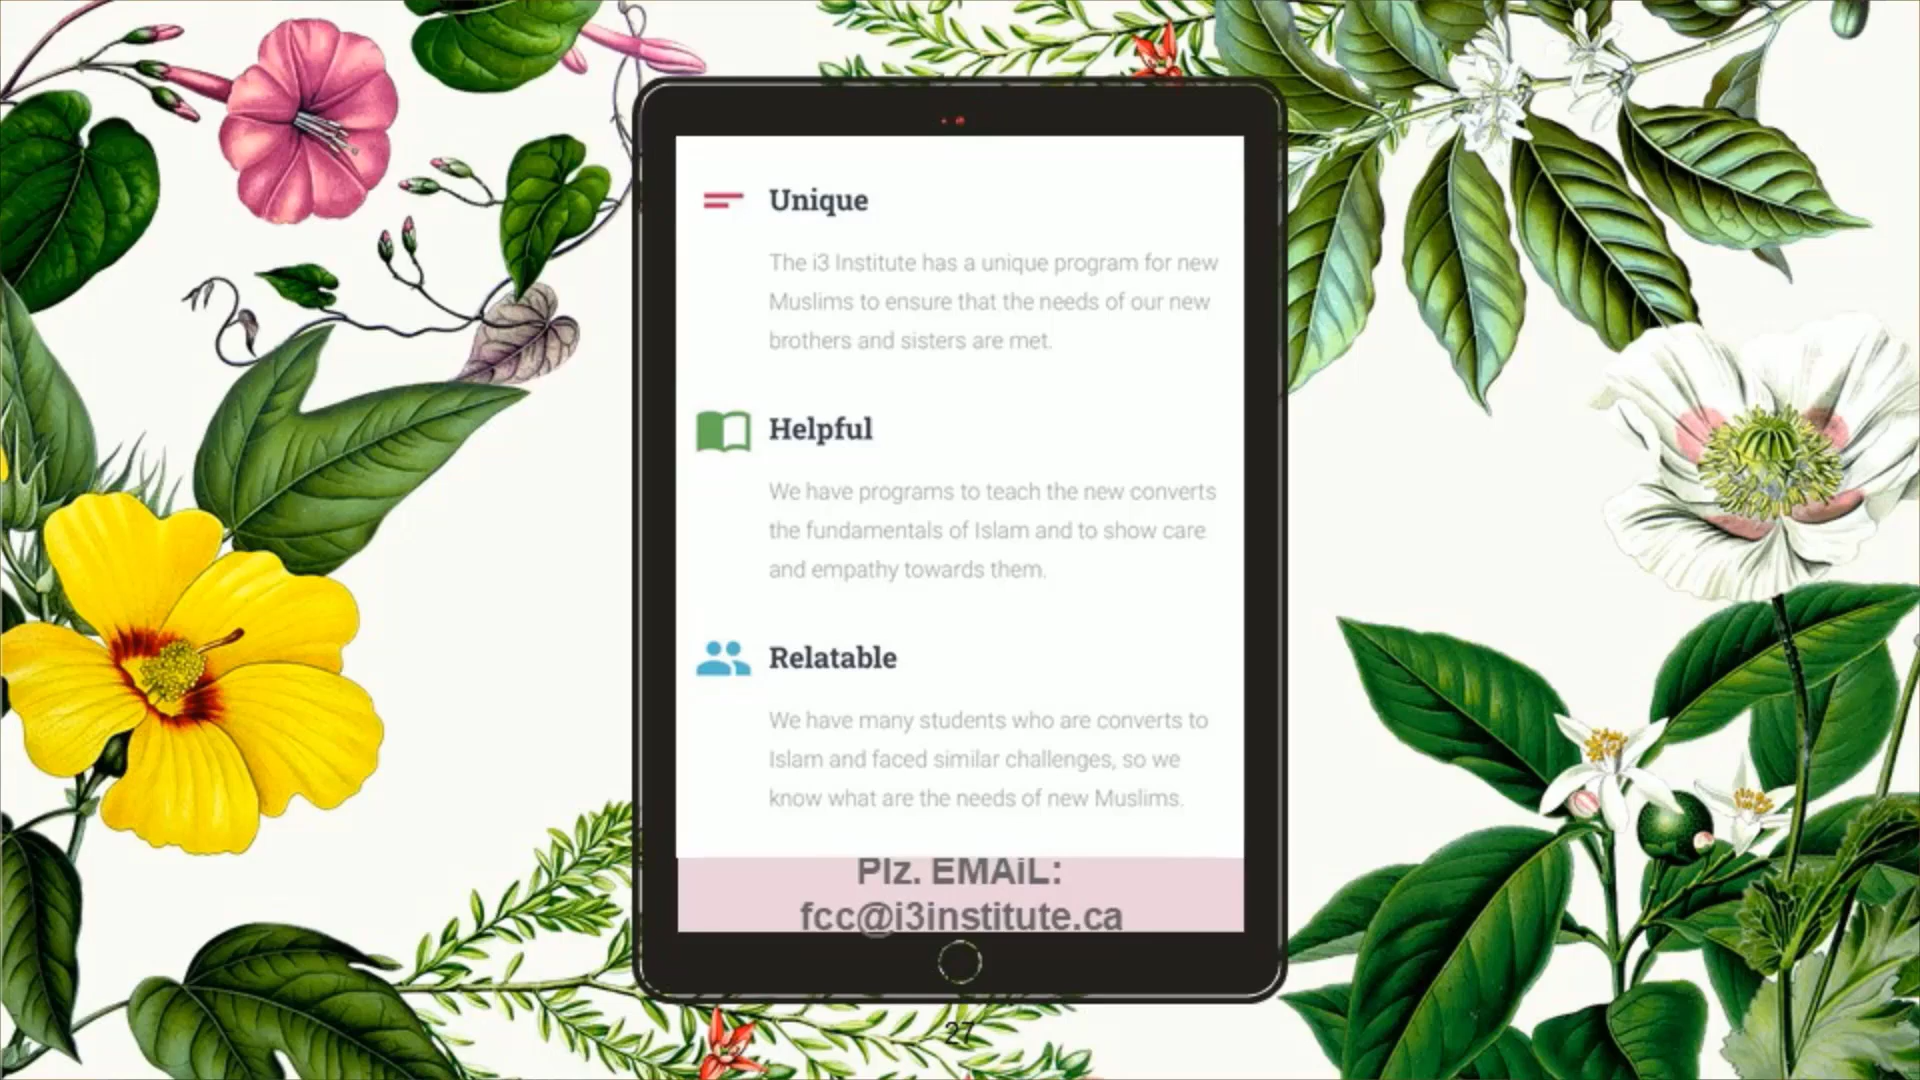 Unique
The i3 Institute has a unique program for new
Muslims to ensure that the needs of our new
brothers and sisters are met.
Helpful
We have programs to teach the new converts
the fundamentals of Islam and to show care
and empathy towards them.
Relatable
We have many students who are converts to
Islam and faced similar challenges, so we
know what are the needs of new Muslims.
Plz. EMAiL:
fcc@i3institute.ca
27